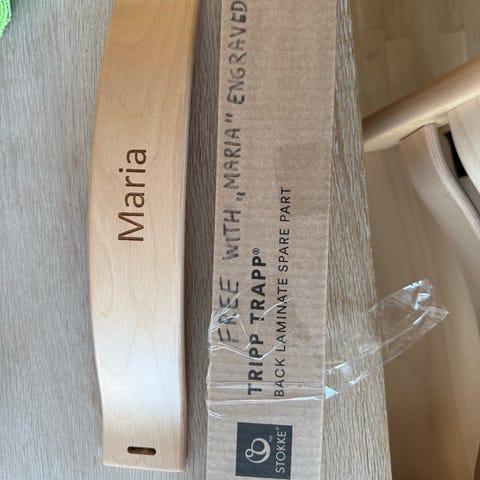 Maria
FREE WITH „MARIA" ENGRAVED
TRIPP TRAPP®
BACK LAMINATE SPARE PART
STOKKE®